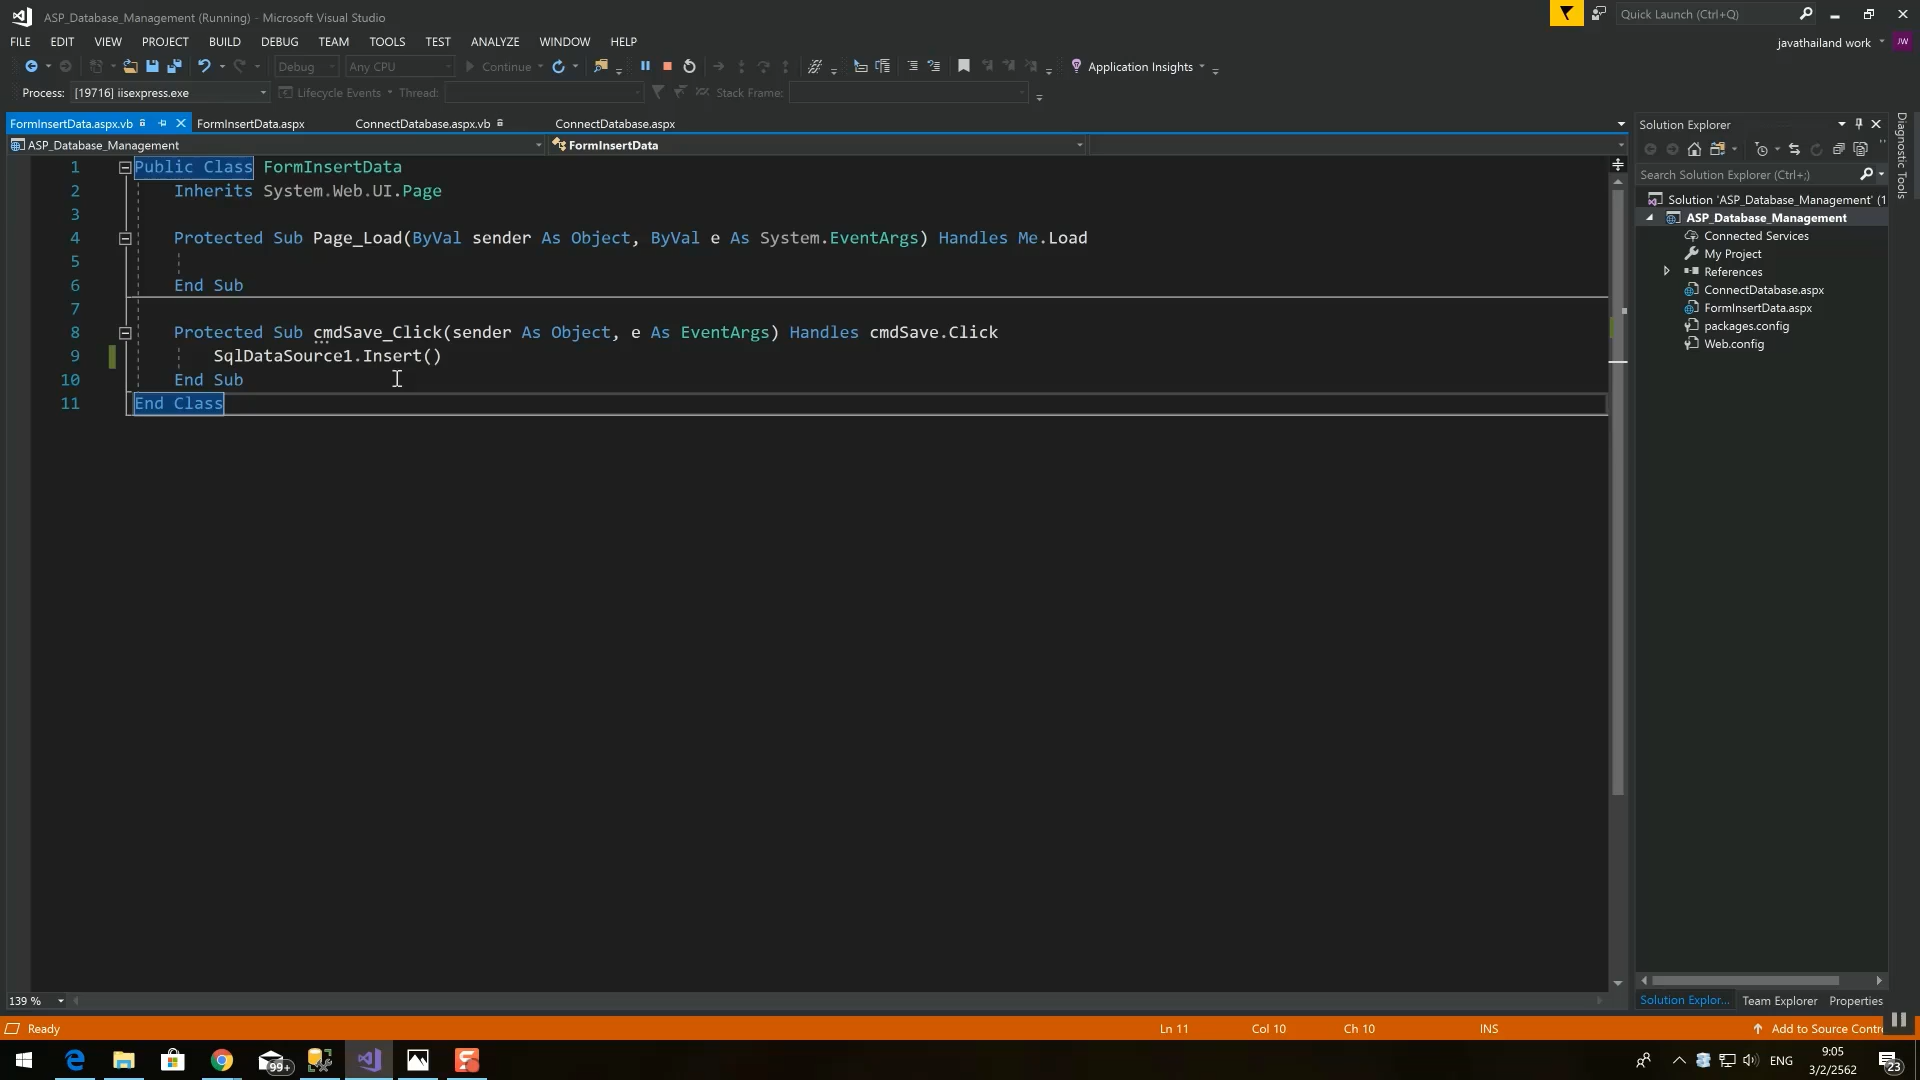 ASP_Database_Management (Running) - Microsoft Visual Studio
Quick Launch (Ctrl+Q)
FILE EDIT VIEW PROJECT BUILD DEBUG TEAM TOOLS TEST ANALYZE WINDOW HELP
javathailand work
JW
Debug Any CPU Continue Application Insights
Process: [19716] iisexpress.exe Lifecycle Events Thread: Stack Frame:
FormInsertData.aspx.vb FormInsertData.aspx ConnectDatabase.aspx.vb ConnectDatabase.aspx
ASP_Database_Management FormInsertData
1 Public Class FormInsertData
2 Inherits System.Web.UI.Page
3
4 Protected Sub Page_Load(ByVal sender As Object, ByVal e As System.EventArgs) Handles Me.Load
5
6 End Sub
7
8 Protected Sub cmdSave_Click(sender As Object, e As EventArgs) Handles cmdSave.Click
9 SqlDataSource1.Insert()
10 End Sub
11 End Class
Solution Explorer
Search Solution Explorer (Ctrl+;)
Solution 'ASP_Database_Management' (1
ASP_Database_Management
Connected Services
My Project
References
ConnectDatabase.aspx
FormInsertData.aspx
packages.config
Web.config
Diagnostic Tools
139 %
Solution Explor... Team Explorer Properties
Ready Ln 11 Col 10 Ch 10 INS Add to Source Contr
99+
ENG
9:05
3/2/2562
23